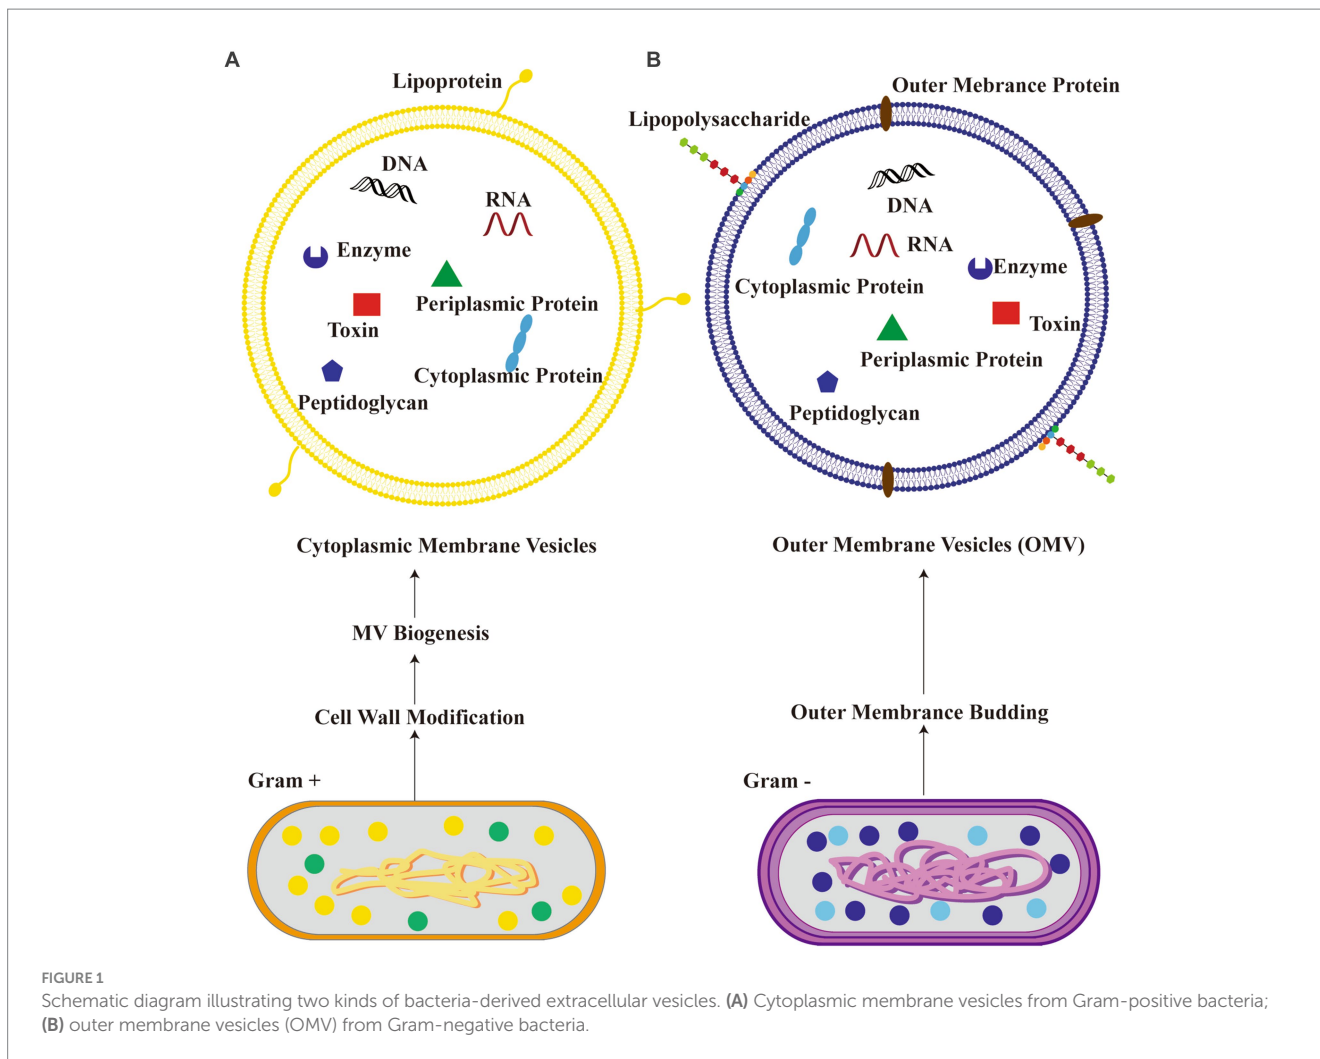 A
Lipoprotein
DNA
RNA
Enzyme
Periplasmic Protein
Toxin
Cytoplasmic Protein
Peptidoglycan
Cytoplasmic Membrane Vesicles
MV Biogenesis
Cell Wall Modification
Gram +
B
Outer Mebrance Protein
Lipopolysaccharide
DNA
RNA
Enzyme
Cytoplasmic Protein
Toxin
Periplasmic Protein
Peptidoglycan
Outer Membrane Vesicles (OMV)
Outer Membrance Budding
Gram -
FIGURE 1
Schematic diagram illustrating two kinds of bacteria-derived extracellular vesicles. (A) Cytoplasmic membrane vesicles from Gram-positive bacteria;
(B) outer membrane vesicles (OMV) from Gram-negative bacteria.